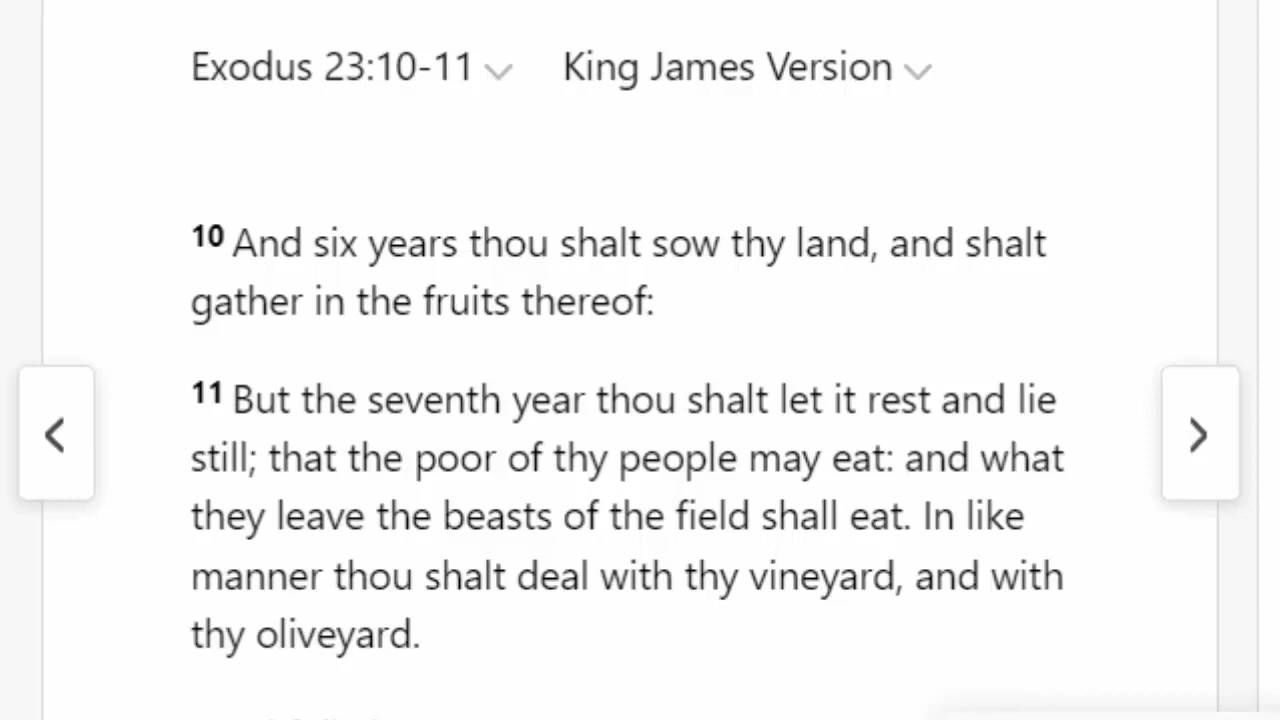 Exodus 23:10-11 King James Version
10 And six years thou shalt sow thy land, and shalt
gather in the fruits thereof:
11 But the seventh year thou shalt let it rest and lie
still; that the poor of thy people may eat: and what
they leave the beasts of the field shall eat. In like
manner thou shalt deal with thy vineyard, and with
thy oliveyard.